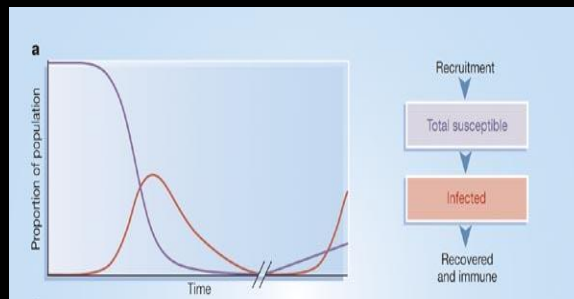 a
Proportion of population
Time
Recruitment
Total susceptible
Infected
Recovered
and immune